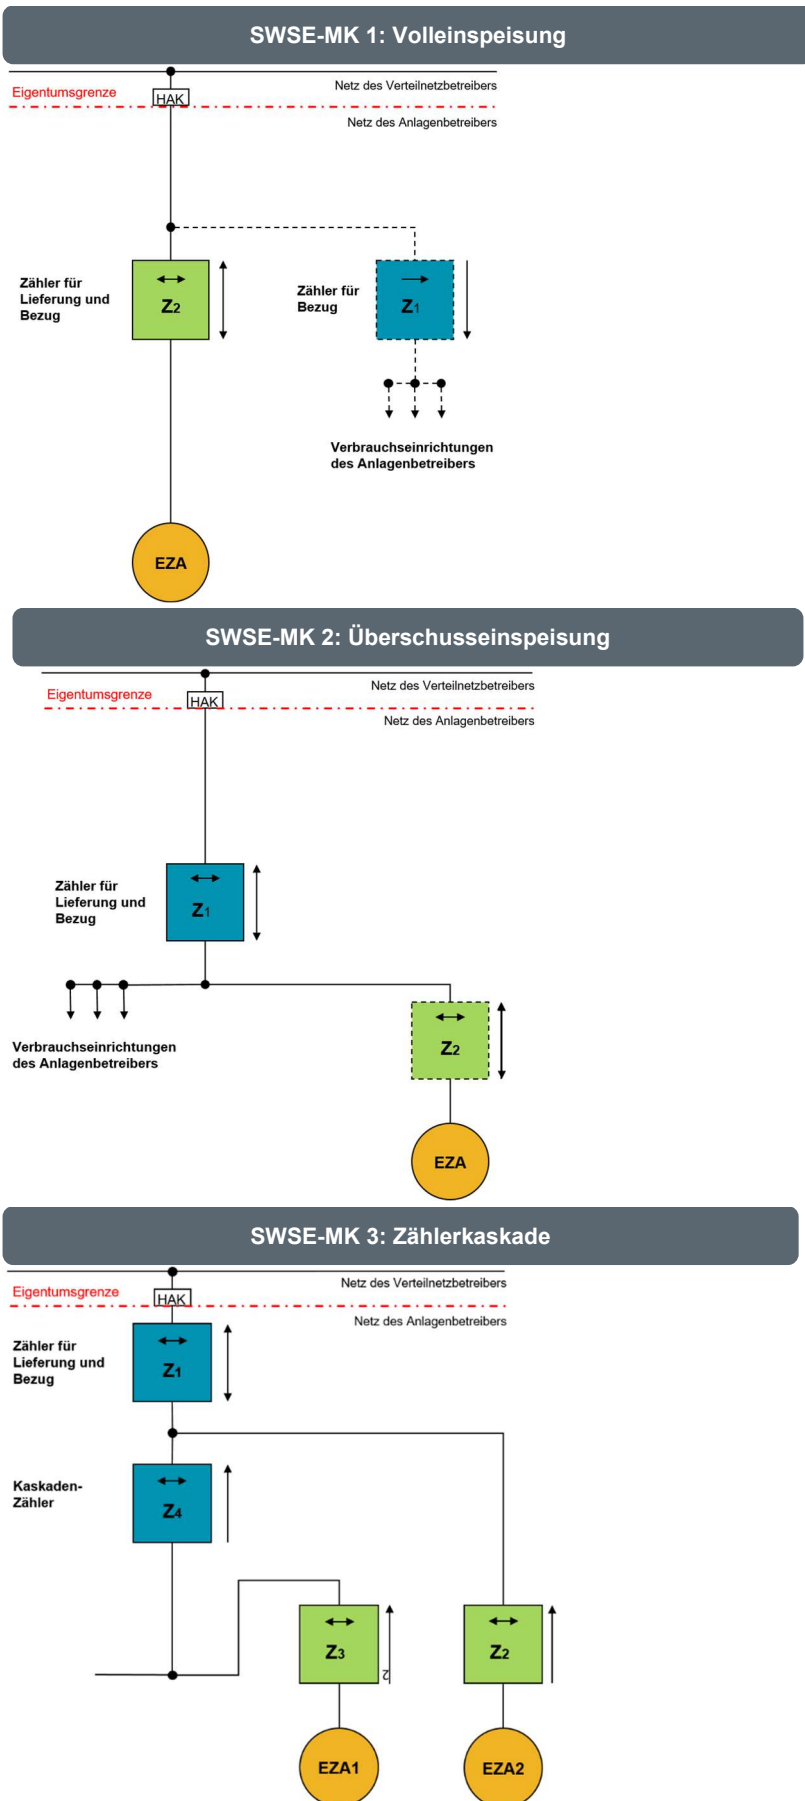 SWSE-MK 1: Volleinspeisung
Netz des Verteilnetzbetreibers
Eigentumsgrenze
HAK
Netz des Anlagenbetreibers
Zähler für
Lieferung und
Bezug
Z2
Zähler für
Bezug
Z1
Verbrauchseinrichtungen
des Anlagenbetreibers
EZA
SWSE-MK 2: Überschusseinspeisung
Netz des Verteilnetzbetreibers
Eigentumsgrenze
HAK
Netz des Anlagenbetreibers
Zähler für
Lieferung und
Bezug
Z1
Verbrauchseinrichtungen
des Anlagenbetreibers
Z2
EZA
SWSE-MK 3: Zählerkaskade
Netz des Verteilnetzbetreibers
Eigentumsgrenze
HAK
Netz des Anlagenbetreibers
Zähler für
Lieferung und
Bezug
Z1
Kaskaden-
Zähler
Z4
Z3
Z2
EZA1
EZA2